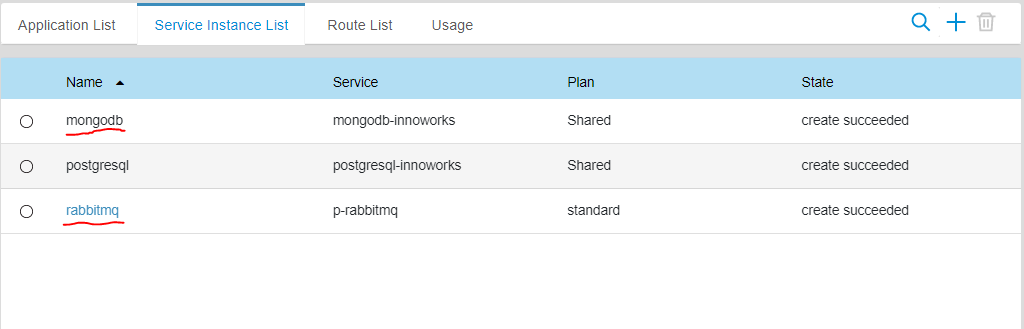 Application List Service Instance List Route List Usage
Name Service Plan State
mongodb mongodb-innoworks Shared create succeeded
postgresql postgresql-innoworks Shared create succeeded
rabbitmq p-rabbitmq standard create succeeded